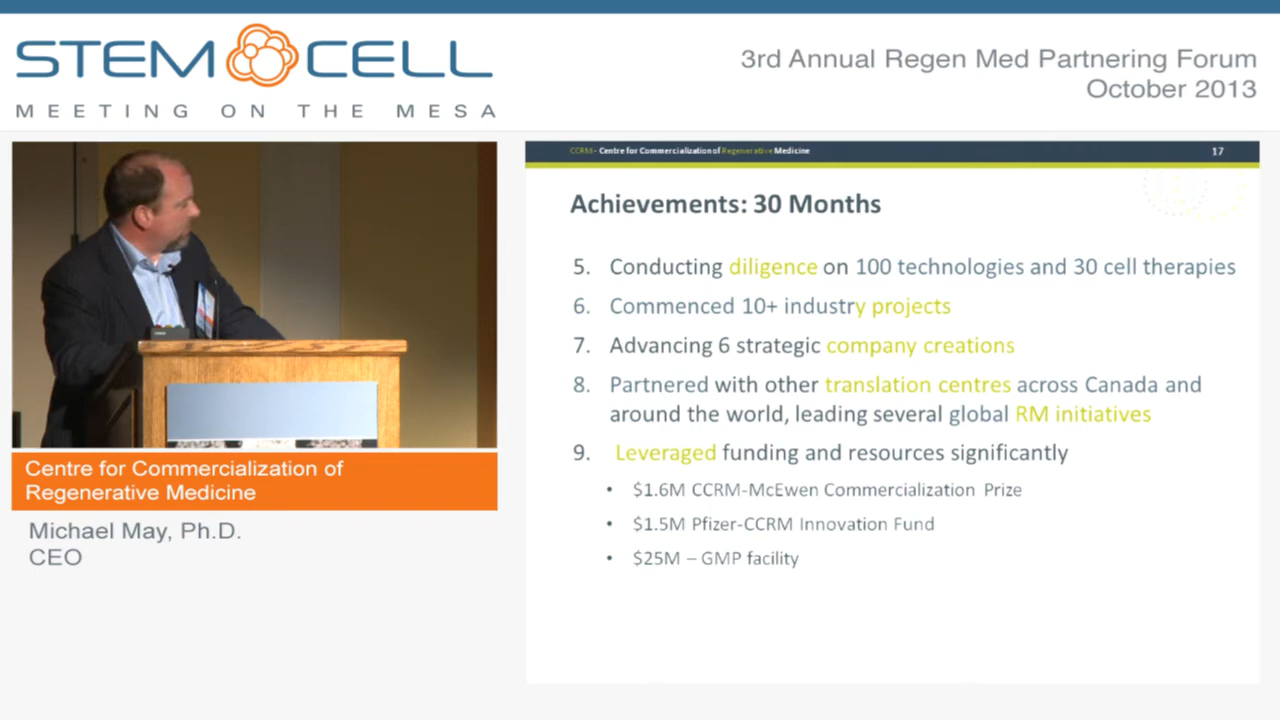 STEM CELL
MEETING ON THE MESA
3rd Annual Regen Med Partnering Forum
October 2013
CCRM - Centre for Commercialization of Regenerative Medicine
17
Achievements: 30 Months
5. Conducting diligence on 100 technologies and 30 cell therapies
6. Commenced 10+ industry projects
7. Advancing 6 strategic company creations
8. Partnered with other translation centres across Canada and
around the world, leading several global RM initiatives
9. Leveraged funding and resources significantly
• $1.6M CCRM-McEwen Commercialization Prize
• $1.5M Pfizer-CCRM Innovation Fund
• $25M – GMP facility
Centre for Commercialization of
Regenerative Medicine
Michael May, Ph.D.
CEO